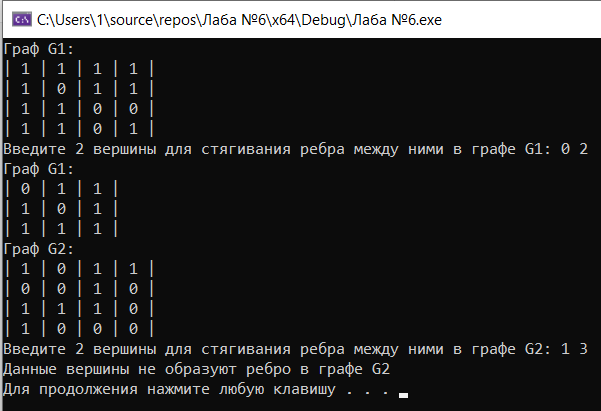 C:\Users\1\source\repos\Лаба №6\x64\Debug\Лаба №6.exe
Граф G1:
| 1 | 1 | 1 | 1 |
| 1 | 0 | 1 | 1 |
| 1 | 1 | 0 | 0 |
| 1 | 1 | 0 | 1 |
Введите 2 вершины для стягивания ребра между ними в графе G1: 0 2
Граф G1:
| 0 | 1 | 1 |
| 1 | 0 | 1 |
| 1 | 1 | 1 |
Граф G2:
| 1 | 0 | 1 | 1 |
| 0 | 0 | 1 | 0 |
| 1 | 1 | 1 | 0 |
| 1 | 0 | 0 | 0 |
Введите 2 вершины для стягивания ребра между ними в графе G2: 1 3
Данные вершины не образуют ребро в графе G2
Для продолжения нажмите любую клавишу . . .